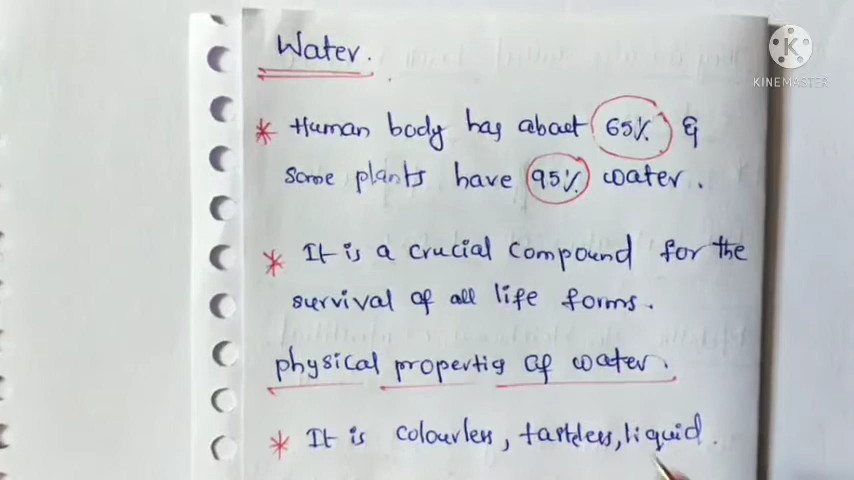 Water.
* Human body has about 65% &
some plants have 95% water.
* It is a crucial compound for the
survival of all life forms.
physical properties of water.
* It is colourless, tasteless, liquid.
K
KINEMASTER